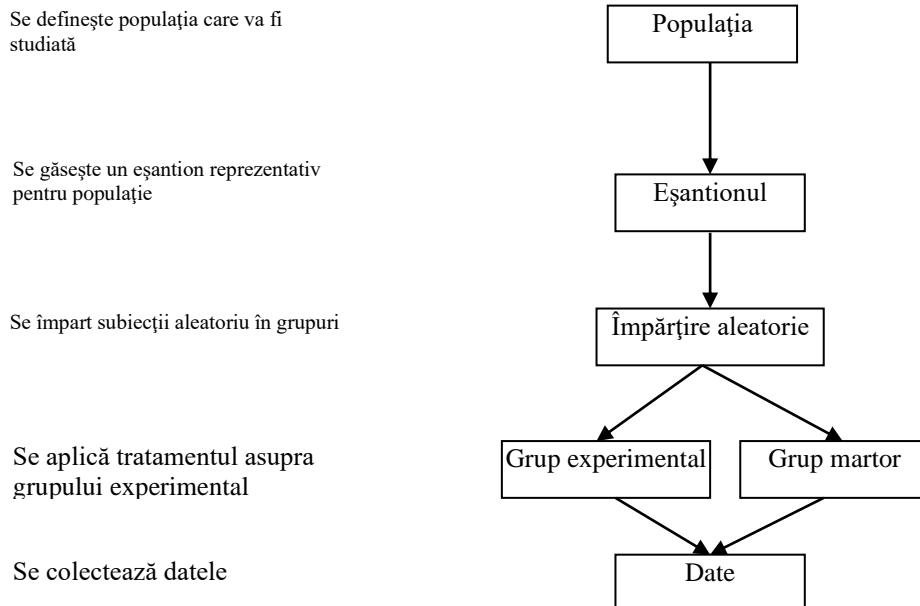 Se defineşte populaţia care va fi
studiată
Populaţia
Se găseşte un eşantion reprezentativ
pentru populaţie
Eşantionul
Se împart subiecţii aleatoriu în grupuri
Împărţire aleatorie
Se aplică tratamentul asupra
grupului experimental
Grup experimental
Grup martor
Se colectează datele
Date